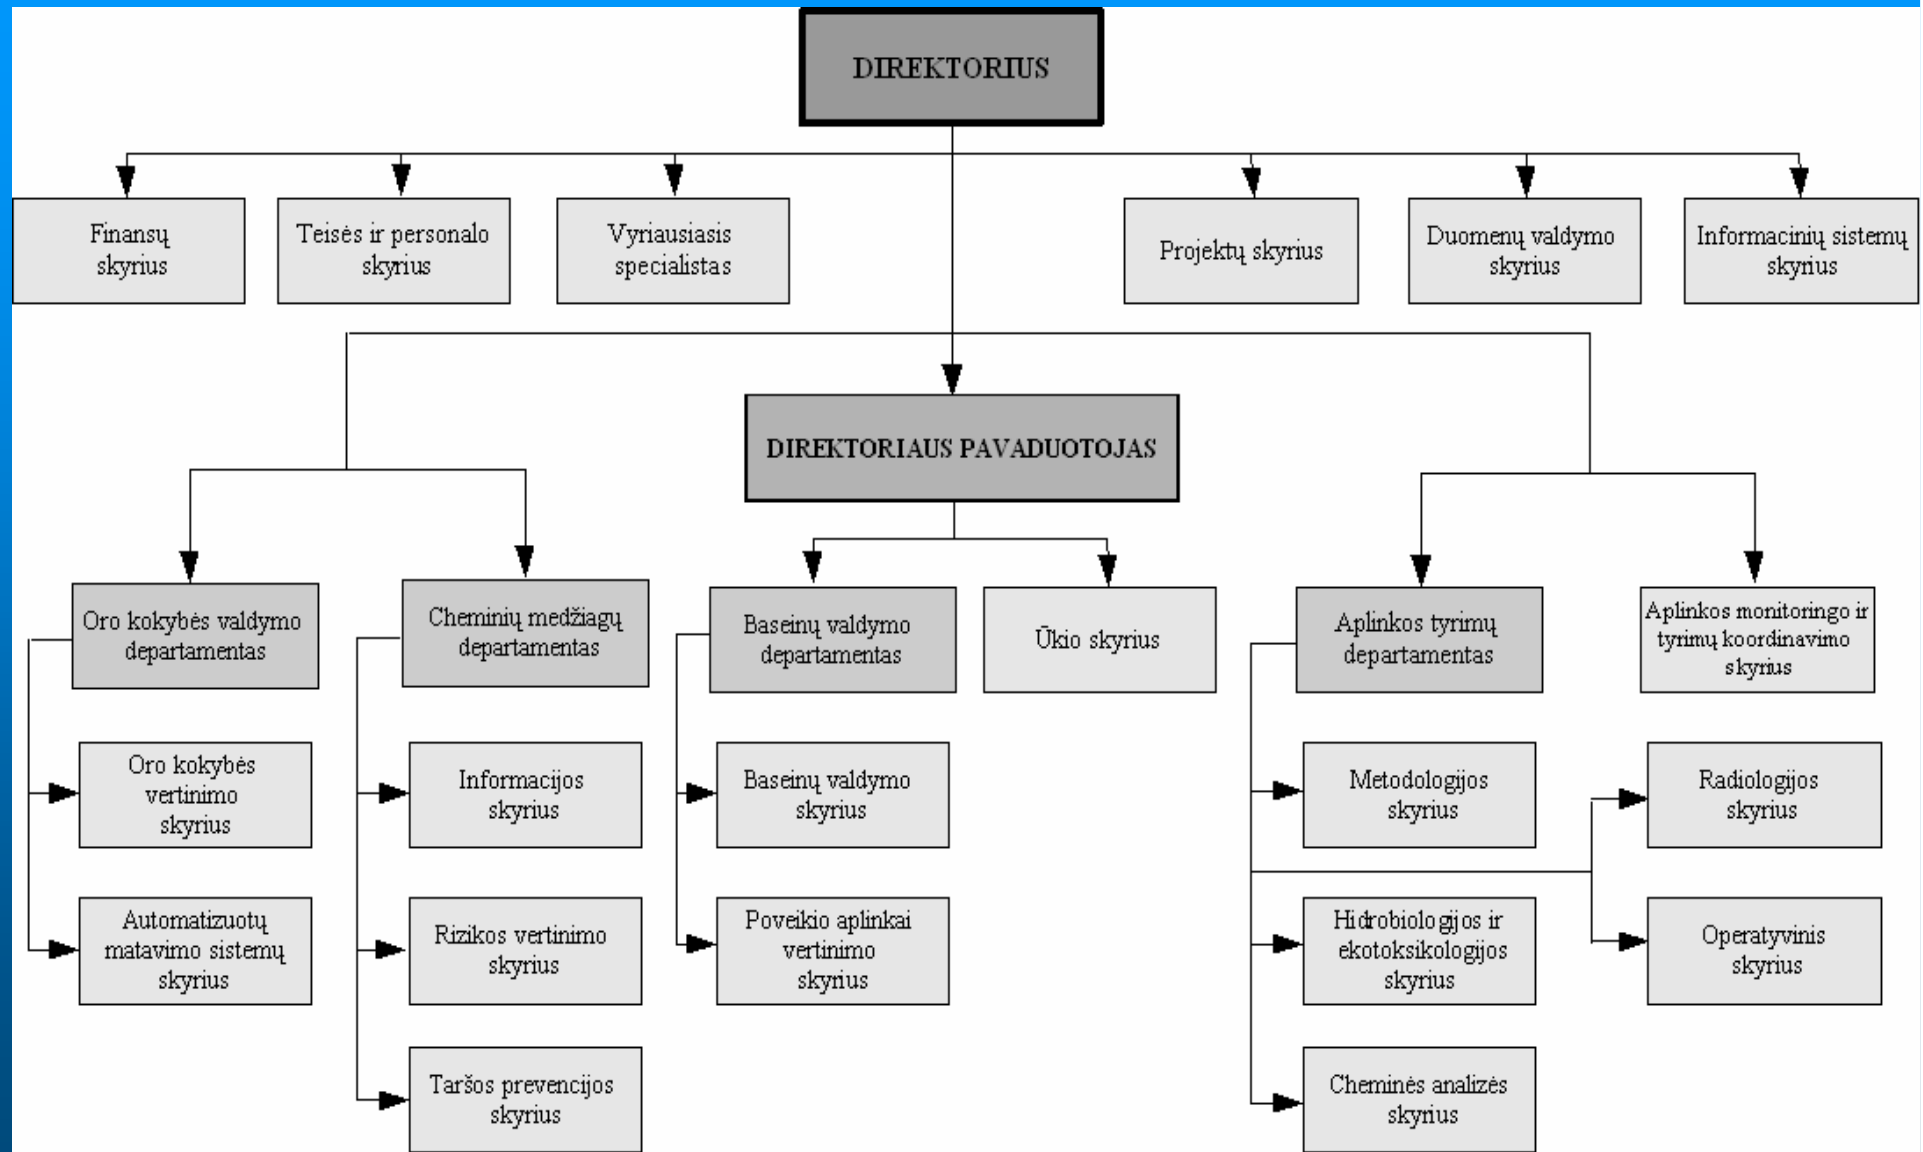 DIREKTORIUS
Finansų
skyrius
Teisės ir personalo
skyrius
Vyriausiasis
specialistas
Projektų skyrius
Duomenų valdymo
skyrius
Informacinių sistemų
skyrius
DIREKTORIAUS PAVADUOTOJAS
Oro kokybės valdymo
departamentas
Cheminių medžiagų
departamentas
Baseinų valdymo
departamentas
Ūkio skyrius
Aplinkos tyrimų
departamentas
Aplinkos monitoringo ir
tyrimų koordinavimo
skyrius
Oro kokybės
vertinimo
skyrius
Informacijos
skyrius
Baseinų valdymo
skyrius
Metodologijos
skyrius
Radiologijos
skyrius
Automatizuotų
matavimo sistemų
skyrius
Rizikos vertinimo
skyrius
Poveikio aplinkai
vertinimo
skyrius
Hidrobiologijos ir
ekotoksikologijos
skyrius
Operatyvinis
skyrius
Taršos prevencijos
skyrius
Cheminės analizės
skyrius